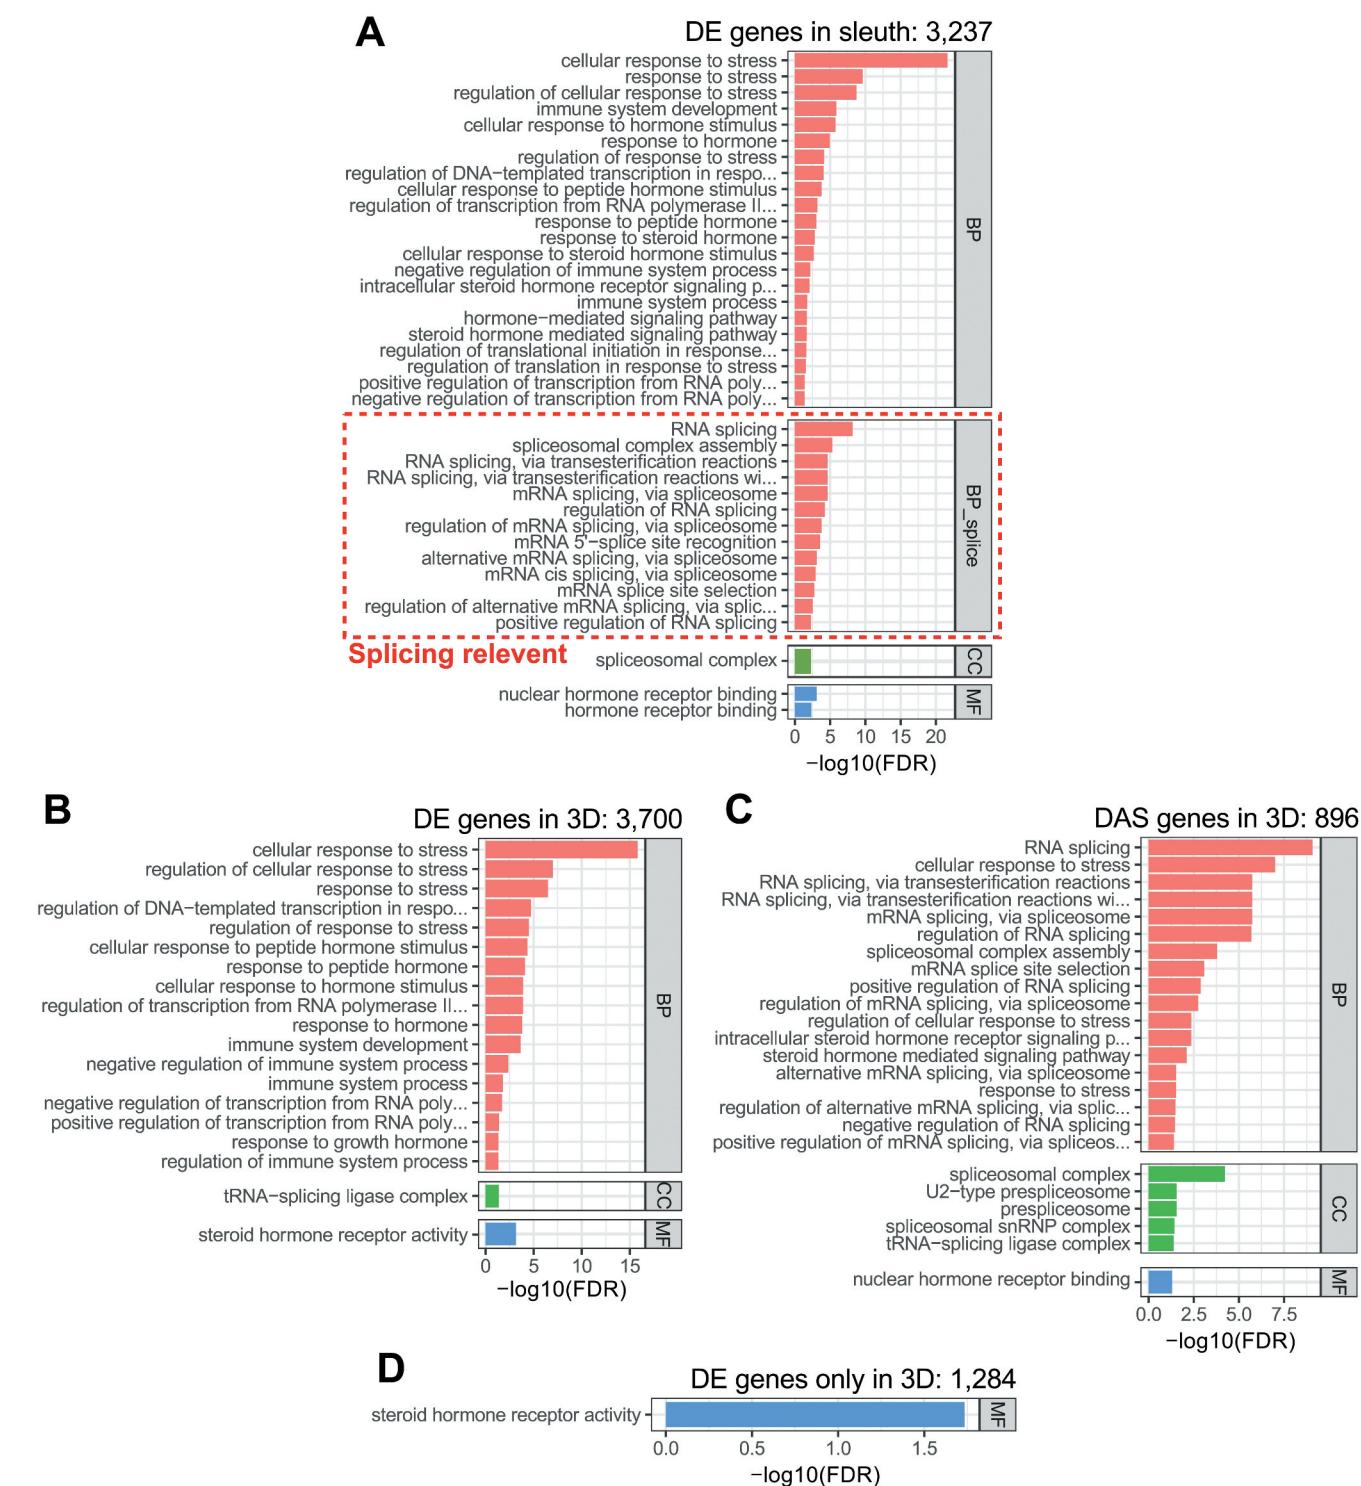 A
DE genes in sleuth: 3,237
cellular response to stress
response to stress
regulation of cellular response to stress
immune system development
cellular response to hormone stimulus
response to hormone
regulation of response to stress
regulation of DNA−templated transcription in respo...
cellular response to peptide hormone stimulus
regulation of transcription from RNA polymerase II...
response to peptide hormone
response to steroid hormone
cellular response to steroid hormone stimulus
negative regulation of immune system process
intracellular steroid hormone receptor signaling p...
immune system process
hormone−mediated signaling pathway
steroid hormone mediated signaling pathway
regulation of translational initiation in response...
regulation of translation in response to stress
positive regulation of transcription from RNA poly...
negative regulation of transcription from RNA poly...
BP
RNA splicing
spliceosomal complex assembly
RNA splicing, via transesterification reactions
RNA splicing, via transesterification reactions wi...
mRNA splicing, via spliceosome
regulation of RNA splicing
regulation of mRNA splicing, via spliceosome
mRNA 5'−splice site recognition
alternative mRNA splicing, via spliceosome
mRNA cis splicing, via spliceosome
mRNA splice site selection
regulation of alternative mRNA splicing, via splic...
positive regulation of RNA splicing
BP_splice
Splicing relevent
spliceosomal complex
CC
nuclear hormone receptor binding
hormone receptor binding
MF
0 5 10 15 20
−log10(FDR)
B
DE genes in 3D: 3,700
cellular response to stress
regulation of cellular response to stress
response to stress
regulation of DNA−templated transcription in respo...
regulation of response to stress
cellular response to peptide hormone stimulus
response to peptide hormone
cellular response to hormone stimulus
regulation of transcription from RNA polymerase II...
response to hormone
immune system development
negative regulation of immune system process
immune system process
negative regulation of transcription from RNA poly...
positive regulation of transcription from RNA poly...
response to growth hormone
regulation of immune system process
BP
tRNA−splicing ligase complex
CC
steroid hormone receptor activity
MF
0 5 10 15
−log10(FDR)
C
DAS genes in 3D: 896
RNA splicing
cellular response to stress
RNA splicing, via transesterification reactions
RNA splicing, via transesterification reactions wi...
mRNA splicing, via spliceosome
regulation of RNA splicing
spliceosomal complex assembly
mRNA splice site selection
positive regulation of RNA splicing
regulation of mRNA splicing, via spliceosome
regulation of cellular response to stress
intracellular steroid hormone receptor signaling p...
steroid hormone mediated signaling pathway
alternative mRNA splicing, via spliceosome
response to stress
regulation of alternative mRNA splicing, via splic...
negative regulation of RNA splicing
positive regulation of mRNA splicing, via spliceos...
BP
spliceosomal complex
U2−type prespliceosome
prespliceosome
spliceosomal snRNP complex
tRNA−splicing ligase complex
CC
nuclear hormone receptor binding
MF
0.0 2.5 5.0 7.5
−log10(FDR)
D
DE genes only in 3D: 1,284
steroid hormone receptor activity
MF
0.0 0.5 1.0 1.5
−log10(FDR)